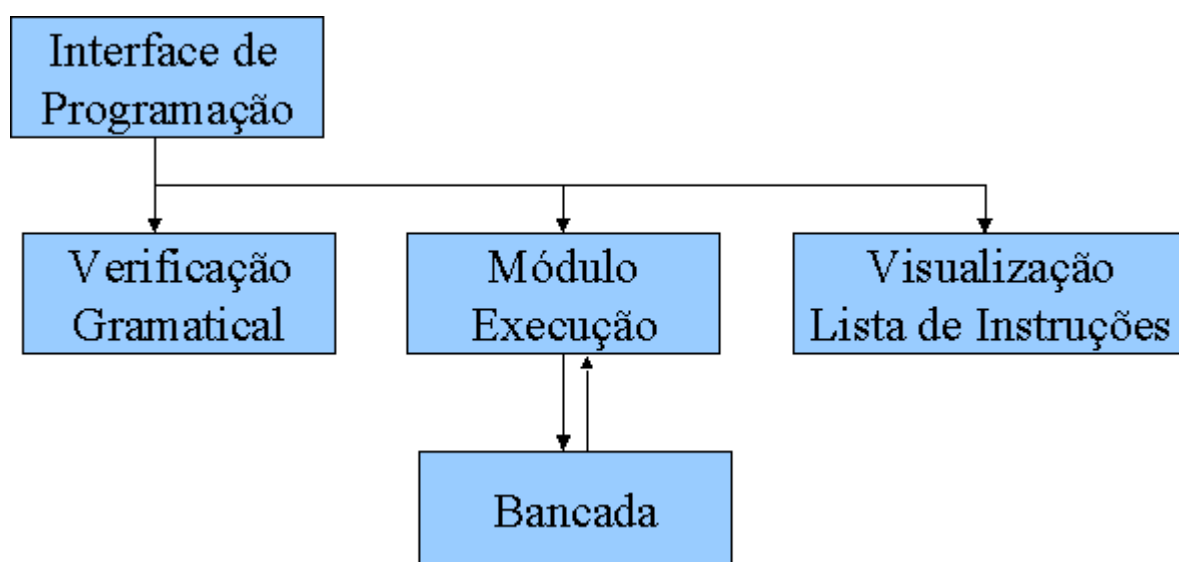 Interface de
Programação
Verificação
Gramatical
Módulo
Execução
Visualização
Lista de Instruções
Bancada